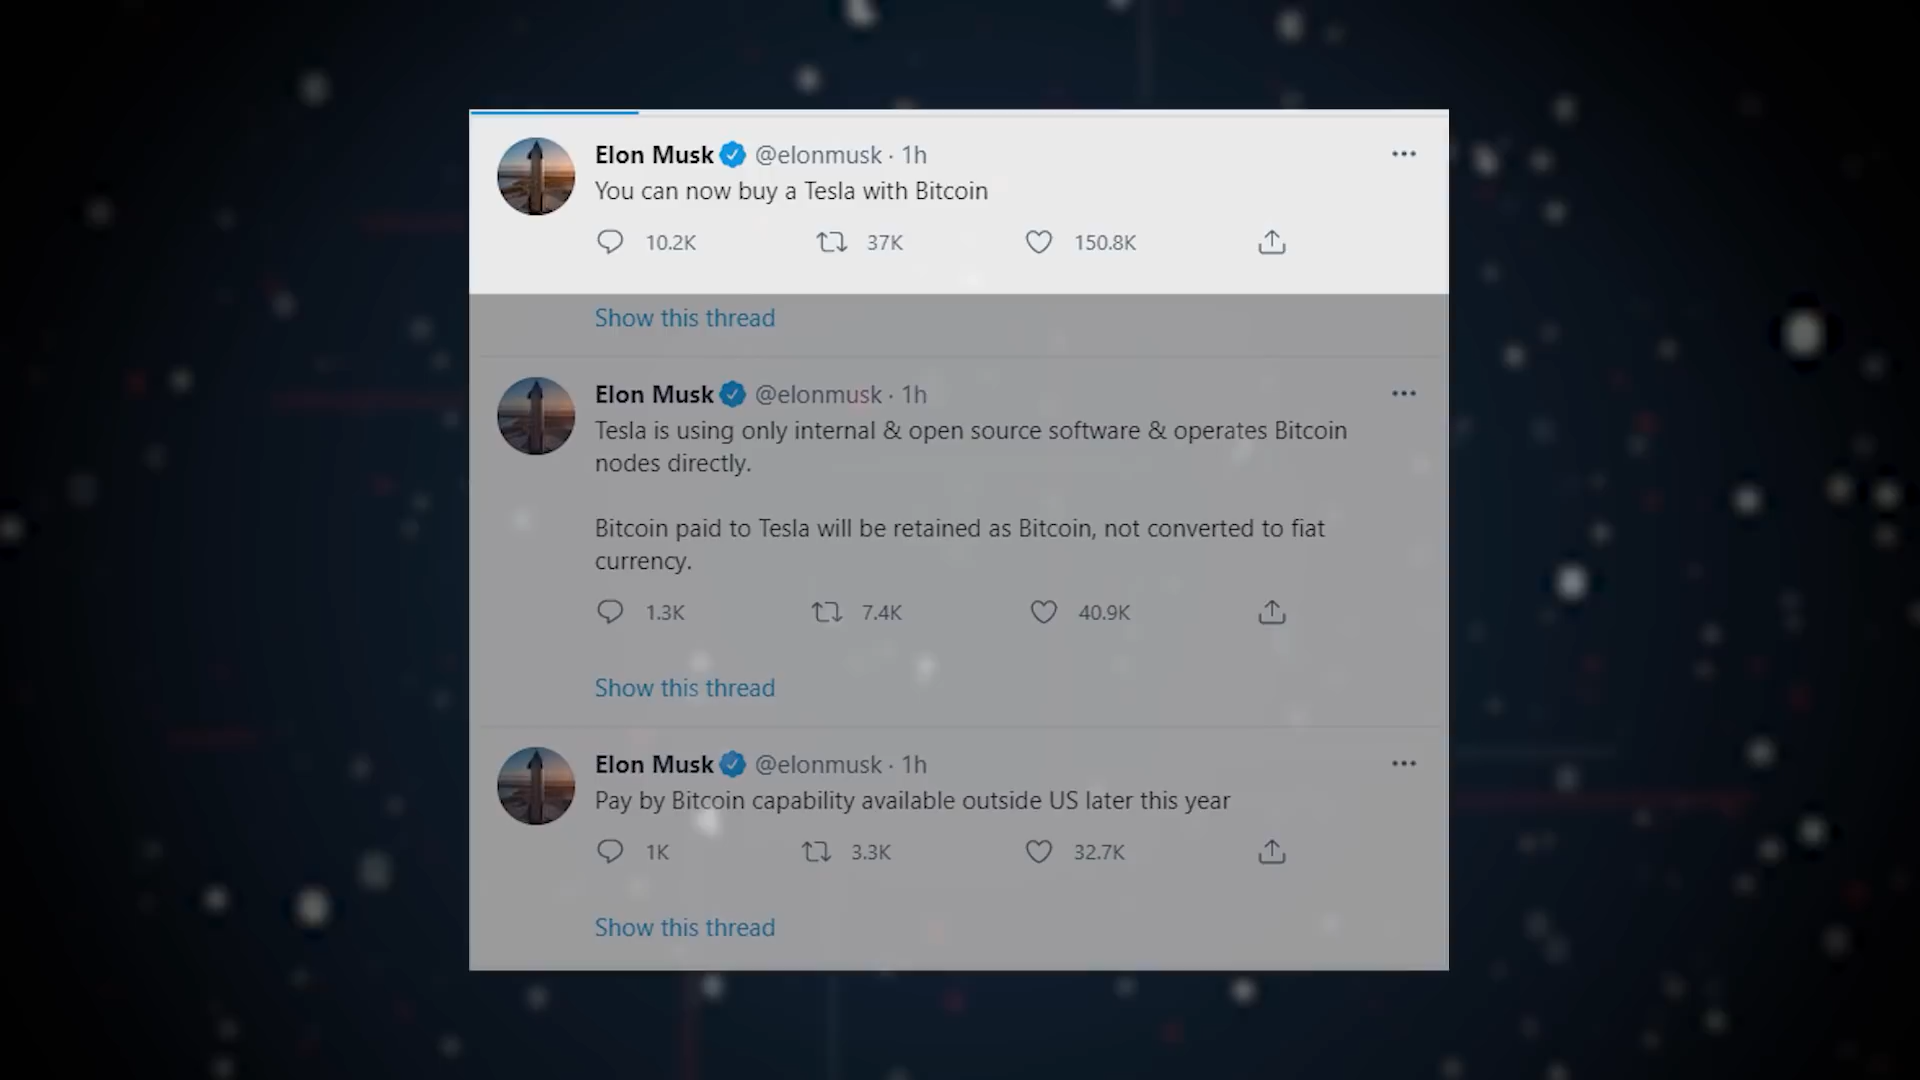 Elon Musk @elonmusk · 1h
You can now buy a Tesla with Bitcoin
10.2K 37K 150.8K
Show this thread
Elon Musk @elonmusk · 1h
Tesla is using only internal & open source software & operates Bitcoin
nodes directly.
Bitcoin paid to Tesla will be retained as Bitcoin, not converted to fiat
currency.
1.3K 7.4K 40.9K
Show this thread
Elon Musk @elonmusk · 1h
Pay by Bitcoin capability available outside US later this year
1K 3.3K 32.7K
Show this thread